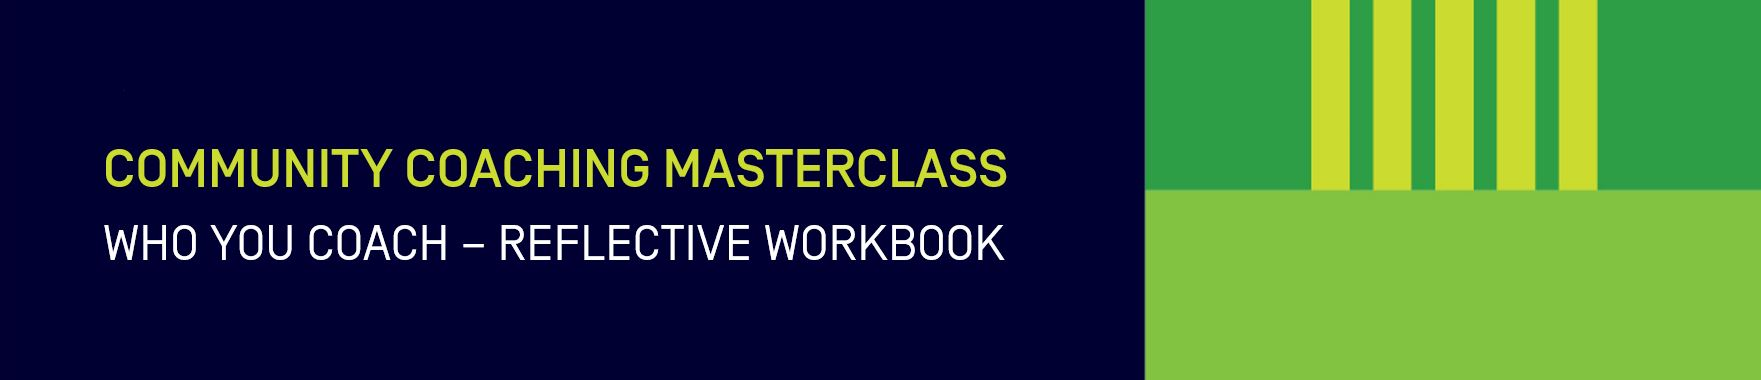 COMMUNITY COACHING MASTERCLASS
WHO YOU COACH – REFLECTIVE WORKBOOK